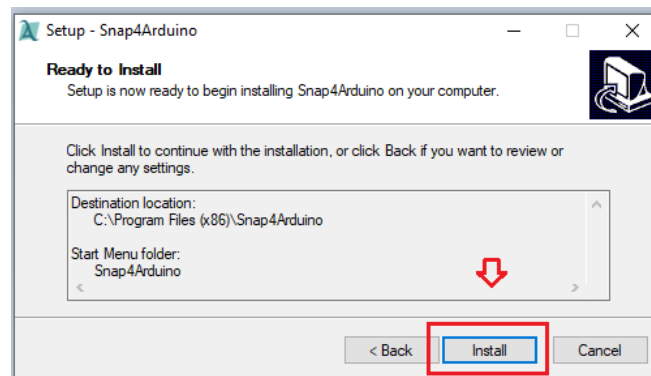 Setup - Snap4Arduino
Ready to Install
Setup is now ready to begin installing Snap4Arduino on your computer.
Click Install to continue with the installation, or click Back if you want to review or
change any settings.
Destination location:
C:\Program Files (x86)\Snap4Arduino
Start Menu folder:
Snap4Arduino
< Back
Install
Cancel